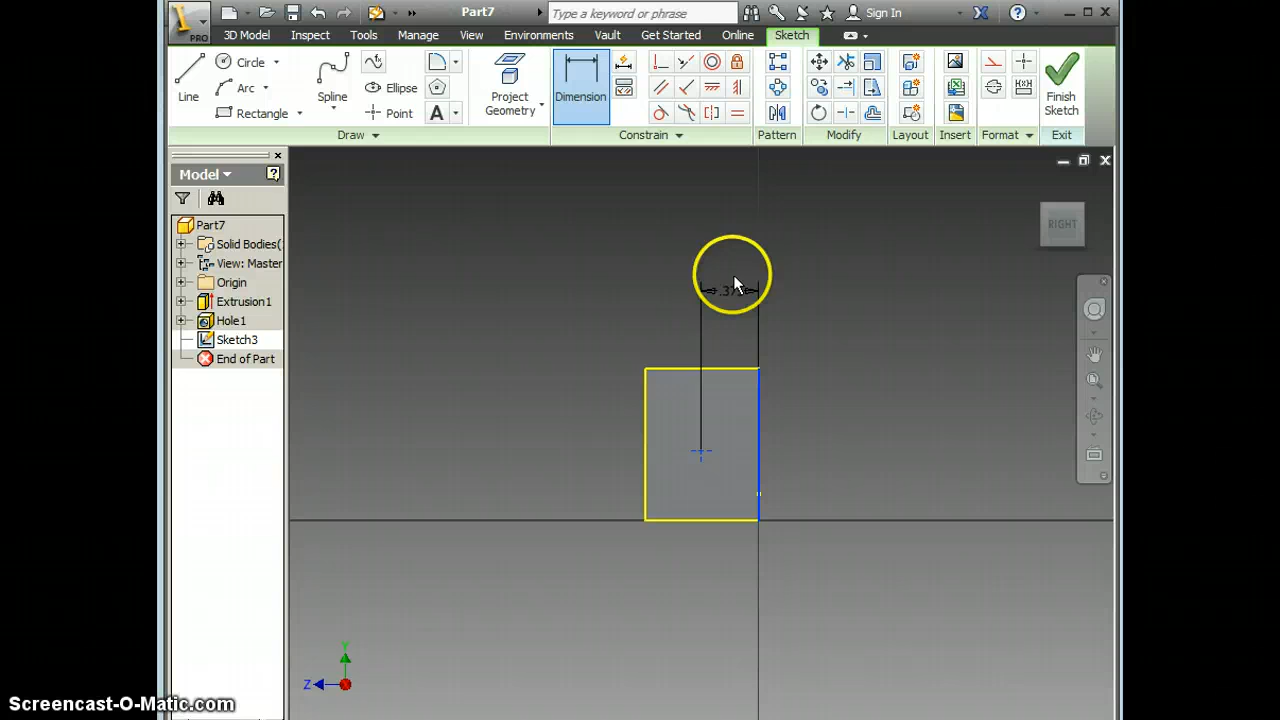 Part7
Type a keyword or phrase
Sign In
PRO
3D Model
Inspect
Tools
Manage
View
Environments
Vault
Get Started
Online
Sketch
Line
Circle
Arc
Rectangle
Spline
Ellipse
Point
A
Project
Geometry
Dimension
Finish
Sketch
Draw
Constrain
Pattern
Modify
Layout
Insert
Format
Exit
Model
Part7
Solid Bodies(
View: Master
Origin
Extrusion1
Hole1
Sketch3
End of Part
RIGHT
Y
Z
Screencast-O-Matic.com